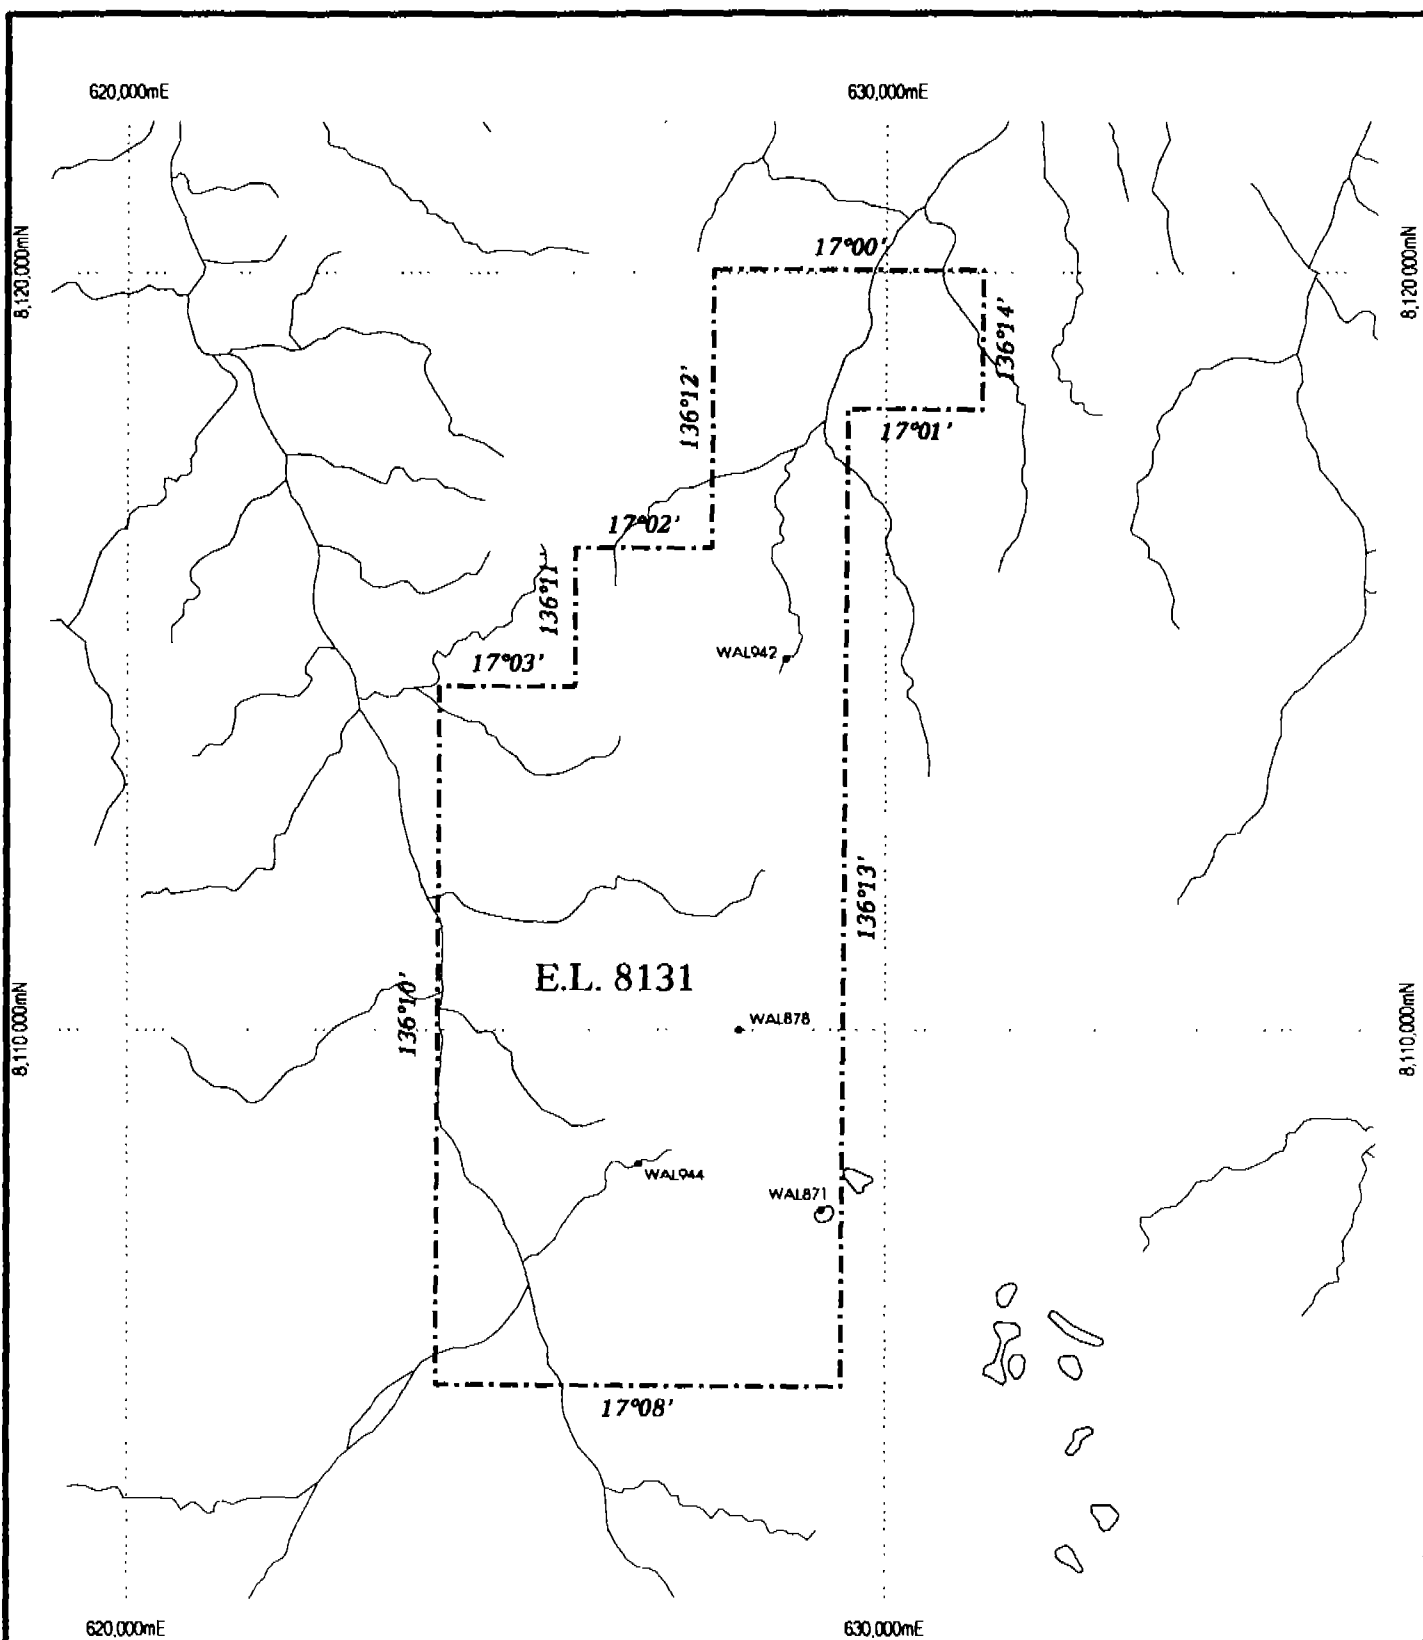 620,000mE
630,000mE
17°00'
8,120,000mN
8,120 000mN
136°14'
136°12'
17°01'
17°02'
136°11'
WAL942
17°03'
136°13'
E.L. 8131
136°10'
8,110 000mN
WAL878
8,110,000mN
WAL944
WAL871
17°08'
620,000mE
630,000mE